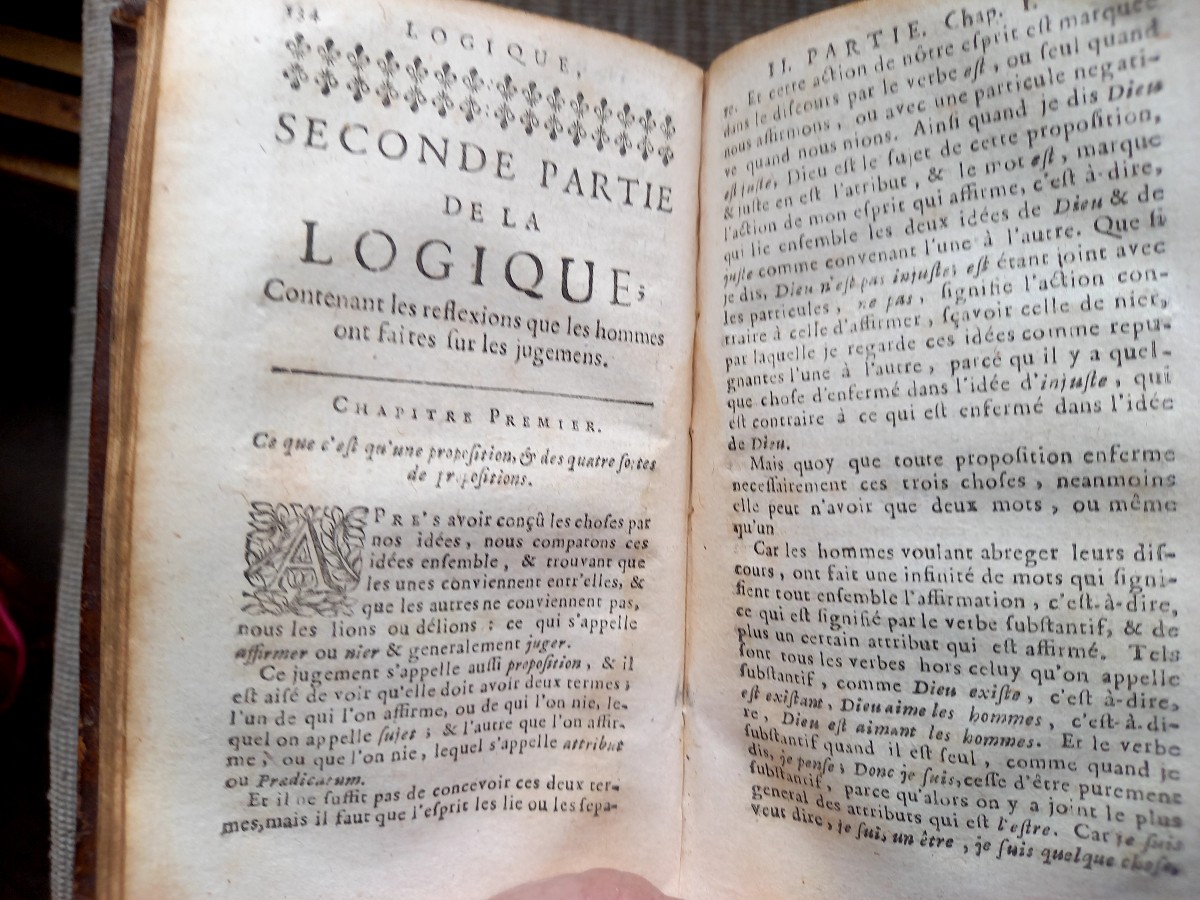 134
LOGIQUE,
SECONDE PARTIE
DE LA
LOGIQUE;
Contenant les reflexions que les hommes
ont faites ſur les jugemens.
CHAPITRE PREMIER.
Ce que c'eſt qu'une propoſition, & des quatre ſortes
de propoſitions.
APRE'S avoir conçû les choſes par
nos idées, nous comparons ces
idées enſemble, & trouvant que
les unes conviennent entr'elles, &
que les autres ne conviennent pas,
nous les lions ou délions : ce qui s'appelle
affirmer ou nier & generalement juger.
Ce jugement s'appelle auſſi propoſition, & il
eſt aiſé de voir qu'elle doit avoir deux termes;
l'un de qui l'on affirme, ou de qui l'on nie, le-
quel on appelle ſujet; & l'autre que l'on affir-
me, ou que l'on nie, lequel s'appelle attribut
ou Prædicatum.
Et il ne ſuffit pas de concevoir ces deux ter-
mes, mais il faut que l'eſprit les lie ou les ſepa-
II. PARTIE. Chap. I.
re. Et cette action de nôtre eſprit eſt marquée
dans le diſcours par le verbe eſt, ou ſeul quand
nous affirmons, ou avec une particule negati-
ve quand nous nions. Ainſi quand je dis Dieu
eſt juſte, Dieu eſt le ſujet de cette propoſition,
& juſte en eſt l'atribut, & le mot eſt, marque
l'action de mon eſprit qui affirme, c'eſt à-dire,
qui lie enſemble les deux idées de Dieu & de
juſte comme convenant l'une à l'autre. Que ſi
je dis, Dieu n'eſt pas injuſte; eſt étant joint avec
les particules, ne pas, ſignifie l'action con-
traire à celle d'affirmer, ſçavoir celle de nier,
par laquelle je regarde ces idées comme repu-
gnantes l'une à l'autre, parcé qu'il y a quel-
que choſe d'enfermé dans l'idée d'injuſte, qui
eſt contraire à ce qui eſt enfermé dans l'idée
de Dieu.
Mais quoy que toute propoſition enferme
neceſſairement ces trois choſes, neanmoins
elle peut n'avoir que deux mots, ou même
qu'un
Car les hommes voulant abreger leurs diſ-
cours, ont fait une infinité de mots qui ſigni-
fient tout enſemble l'affirmation, c'eſt-à-dire,
ce qui eſt ſignifié par le verbe ſubſtantif, & de
plus un certain attribut qui eſt affirmé. Tels
ſont tous les verbes hors celuy qu'on appelle
ſubſtantif, comme Dieu exiſte, c'eſt à-dire,
eſt exiſtant, Dieu aime les hommes, c'eſt-à-di-
re, Dieu eſt aimant les hommes. Et le verbe
ſubſtantif quand il eſt ſeul, comme quand je
dis, je penſe; Donc je ſuis, ceſſe d'être purement
ſubſtantif, parce qu'alors on y a joint le plus
general des attributs qui eſt l'eſtre. Car je ſuis
veut dire, je ſuis un être, je ſuis quelque choſe.